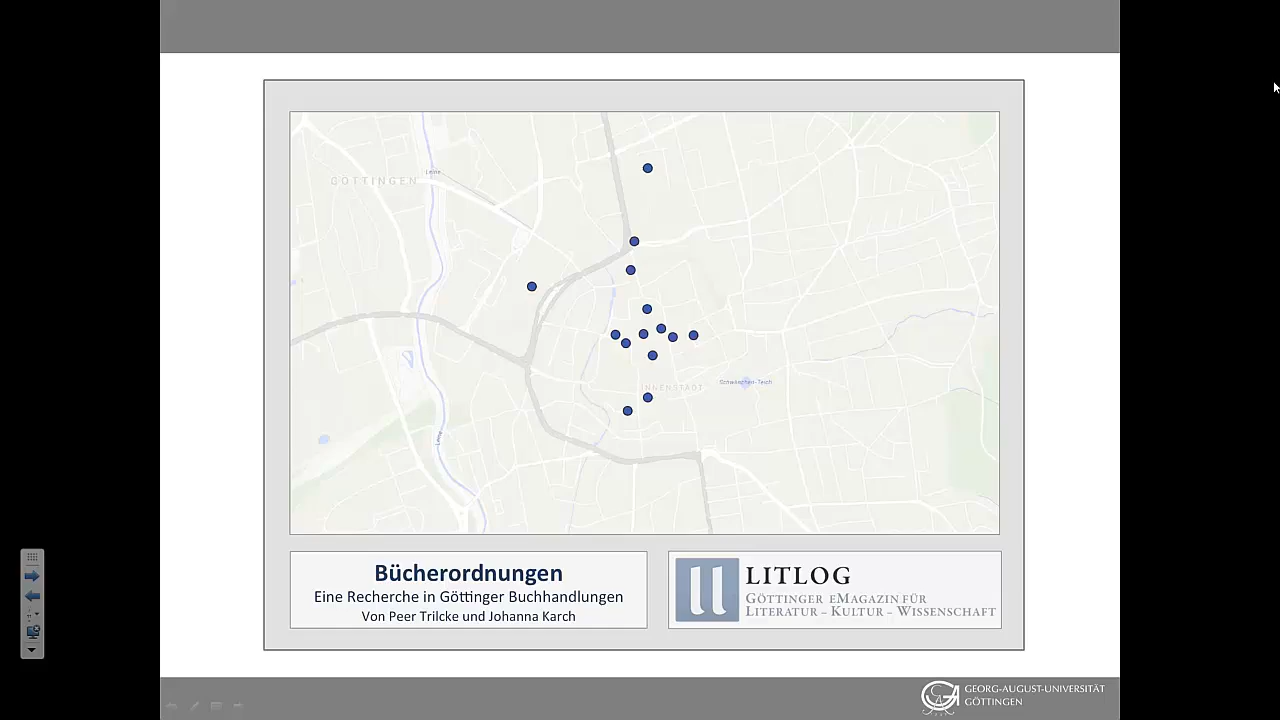 GÖTTINGEN
Leine
INNENSTADT
Schwänchen-Teich
Leine
Bücherordnungen
Eine Recherche in Göttinger Buchhandlungen
Von Peer Trilcke und Johanna Karch
LITLOG
GÖTTINGER EMAGAZIN FÜR
LITERATUR – KULTUR – WISSENSCHAFT
GEORG-AUGUST-UNIVERSITÄT
GÖTTINGEN